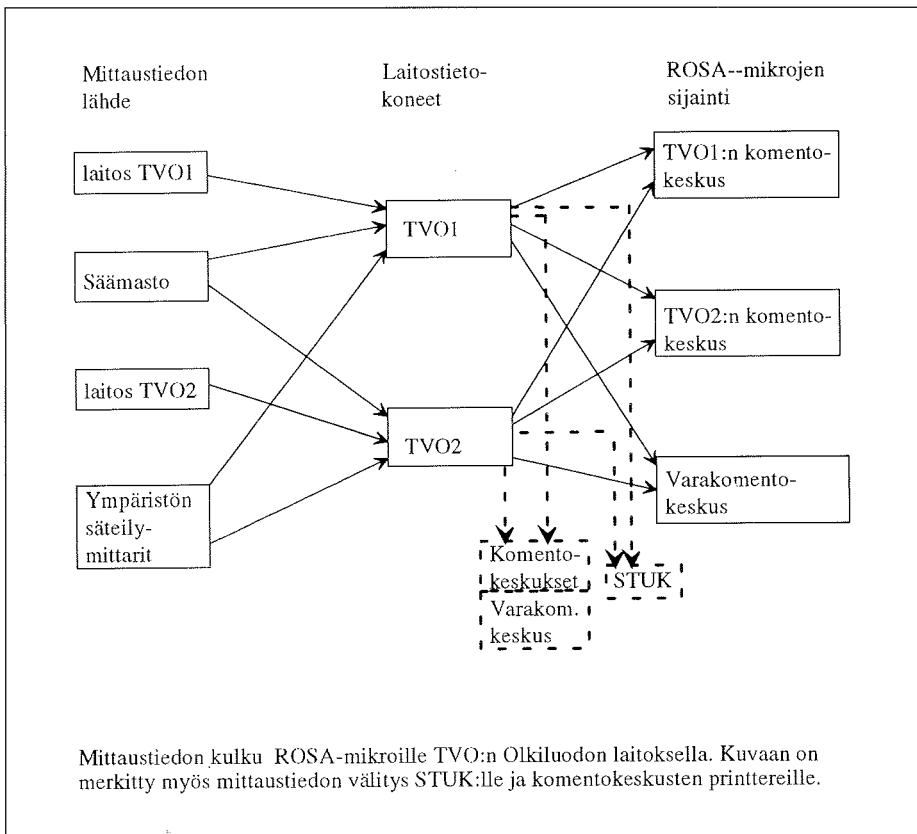 Mittaustiedon
lähde
Laitostieto-
koneet
ROSA--mikrojen
sijainti
laitos TVO1
Säämasto
laitos TVO2
Ympäristön
säteily-
mittarit
TVO1
TVO2
TVO1:n komento-
keskus
TVO2:n komento-
keskus
Varakomento-
keskus
Komento-
keskukset
Varakom.
keskus
STUK
Mittaustiedon kulku ROSA-mikroille TVO:n Olkiluodon laitoksella. Kuvaan on
merkitty myös mittaustiedon välitys STUK:lle ja komentokeskusten printtereille.